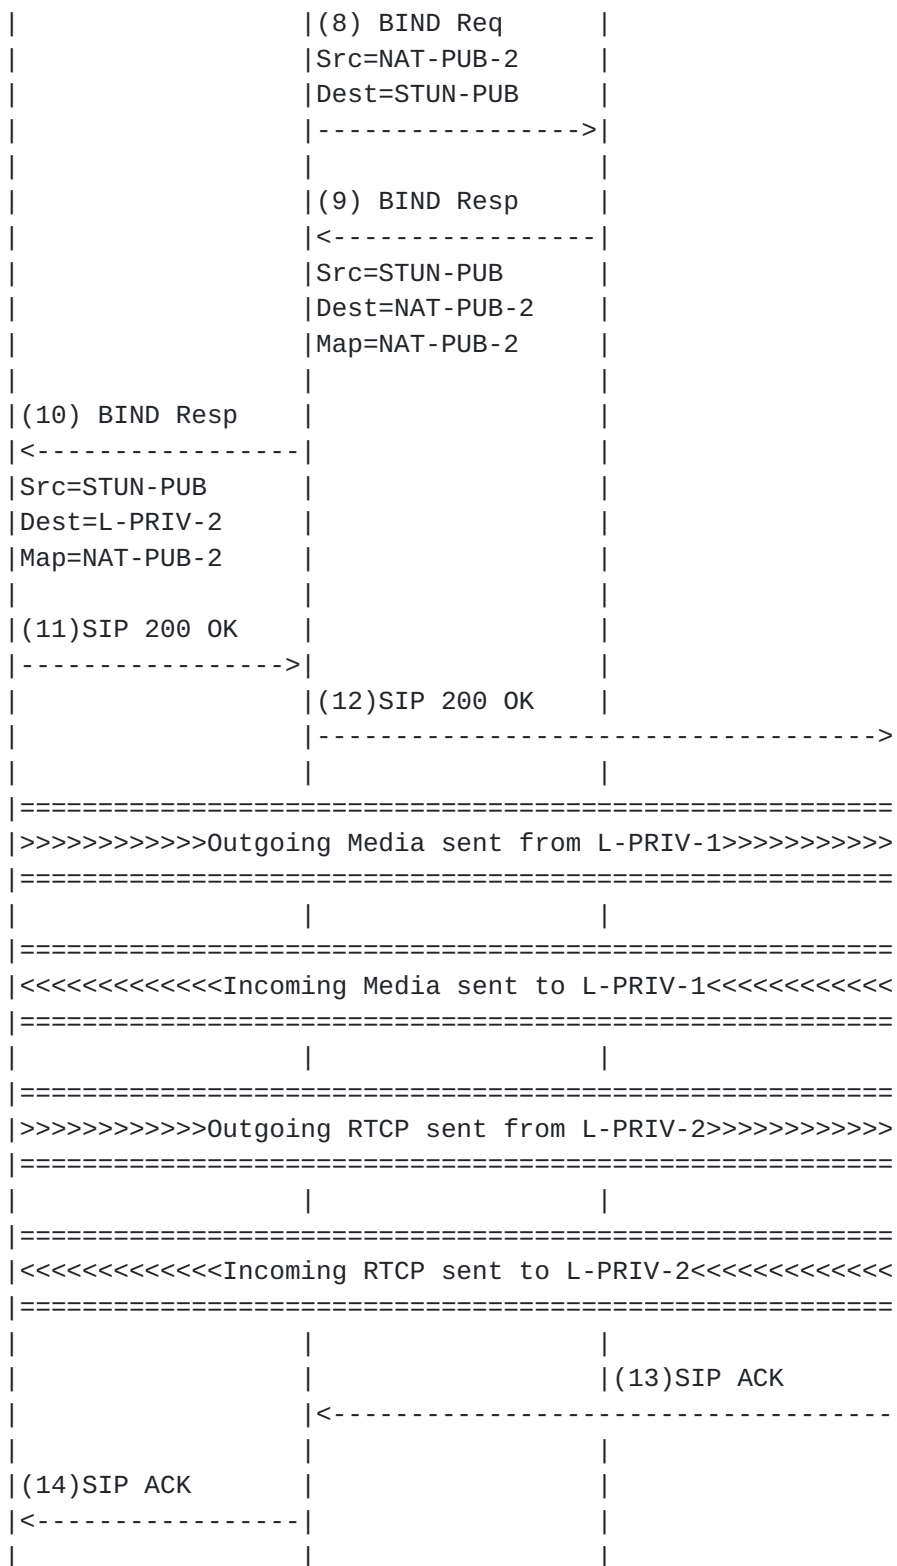 |                  |(8) BIND Req      |
|                  |Src=NAT-PUB-2     |
|                  |Dest=STUN-PUB     |
|                  |----------------->|
|                  |                  |
|                  |(9) BIND Resp     |
|                  |<-----------------|
|                  |Src=STUN-PUB      |
|                  |Dest=NAT-PUB-2    |
|                  |Map=NAT-PUB-2     |
|                  |                  |
|(10) BIND Resp    |                  |
|<-----------------|                  |
|Src=STUN-PUB      |                  |
|Dest=L-PRIV-2     |                  |
|Map=NAT-PUB-2     |                  |
|                  |                  |
|(11)SIP 200 OK    |                  |
|----------------->|                  |
|                  |(12)SIP 200 OK    |
|                  |------------------------------------>
|                  |                  |
|========================================================
|>>>>>>>>>>>>Outgoing Media sent from L-PRIV-1>>>>>>>>>>>
|========================================================
|                  |                  |
|========================================================
|<<<<<<<<<<<<<Incoming Media sent to L-PRIV-1<<<<<<<<<<<<
|========================================================
|                  |                  |
|========================================================
|>>>>>>>>>>>>Outgoing RTCP sent from L-PRIV-2>>>>>>>>>>>>
|========================================================
|                  |                  |
|========================================================
|<<<<<<<<<<<<<Incoming RTCP sent to L-PRIV-2<<<<<<<<<<<<<
|========================================================
|                  |                  |
|                  |                  |(13)SIP ACK
|                  |<------------------------------------
|                  |                  |
|(14)SIP ACK       |                  |
|<-----------------|                  |
|                  |                  |